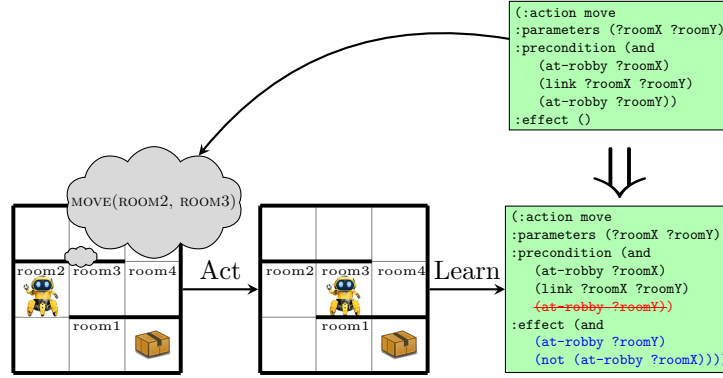 (:action move
:parameters (?roomX ?roomY)
:precondition (and
(at-robby ?roomX)
(link ?roomX ?roomY)
(at-robby ?roomY))
:effect ()
MOVE(ROOM2, ROOM3)
room2 room3 room4
room1
Act
room2 room3 room4
room1
Learn
(:action move
:parameters (?roomX ?roomY)
:precondition (and
(at-robby ?roomX)
(link ?roomX ?roomY)
(at-robby ?roomY))
:effect (and
(at-robby ?roomY)
(not (at-robby ?roomX))))